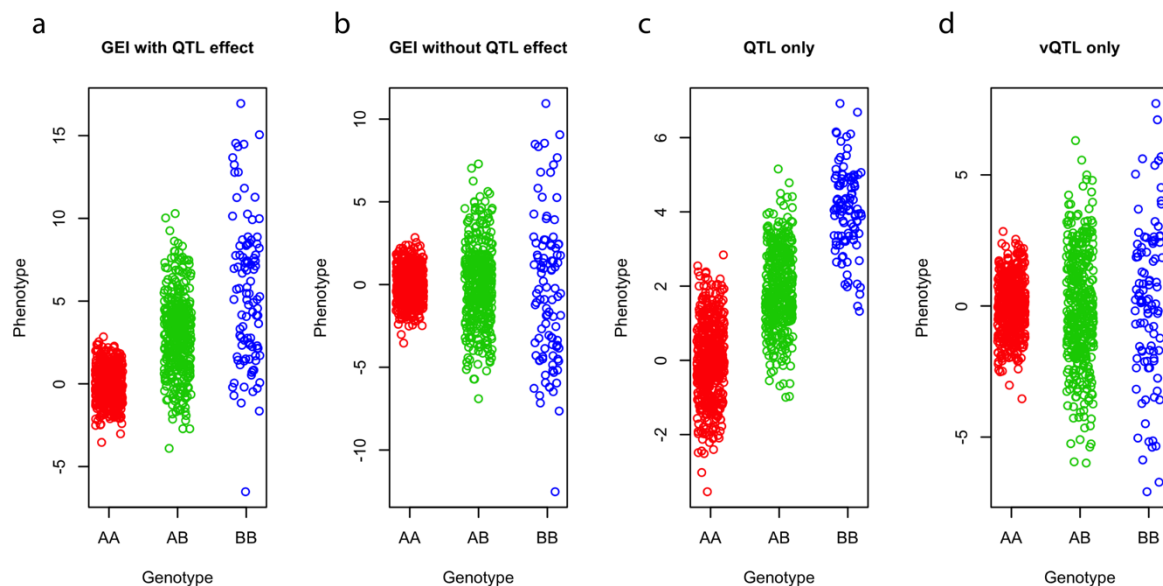 a
GEI with QTL effect
Phenotype
15
10
5
0
-5
AA AB BB
Genotype
b
GEI without QTL effect
Phenotype
10
5
0
-5
-10
AA AB BB
Genotype
c
QTL only
Phenotype
6
4
2
0
-2
AA AB BB
Genotype
d
vQTL only
Phenotype
5
0
-5
AA AB BB
Genotype